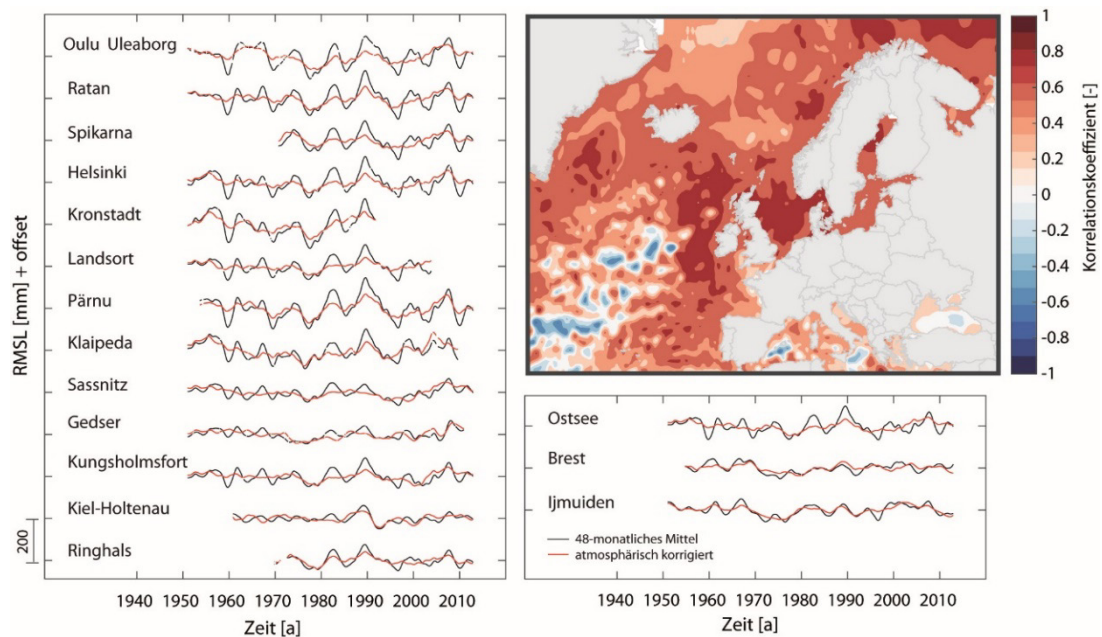 RMSL [mm] + offset
200
Oulu Uleaborg
Ratan
Spikarna
Helsinki
Kronstadt
Landsort
Pärnu
Klaipeda
Sassnitz
Gedser
Kungsholmsfort
Kiel-Holtenau
Ringhals
1940 1950 1960 1970 1980 1990 2000 2010
Zeit [a]
1
0.8
0.6
0.4
0.2
0
-0.2
-0.4
-0.6
-0.8
-1
Korrelationskoeffizient [-]
Ostsee
Brest
Ijmuiden
48-monatliches Mittel
atmosphärisch korrigiert
1940 1950 1960 1970 1980 1990 2000 2010
Zeit [a]